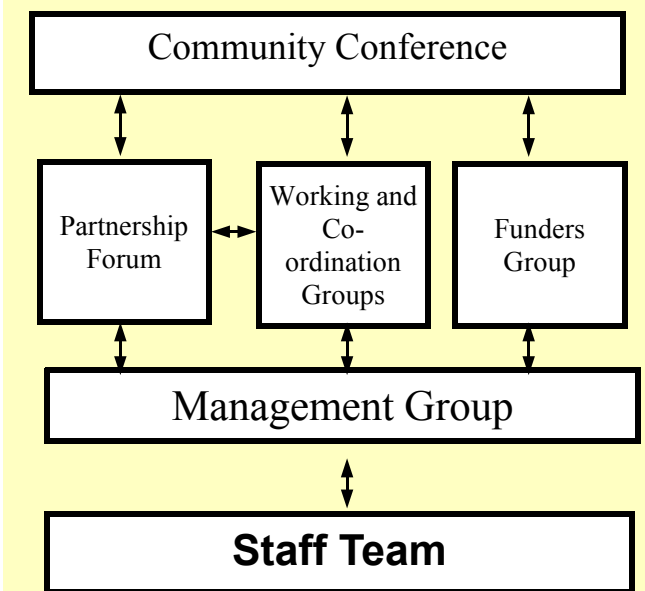 Community Conference
Partnership
Forum
Working and
Co-
ordination
Groups
Funders
Group
Management Group
Staff Team